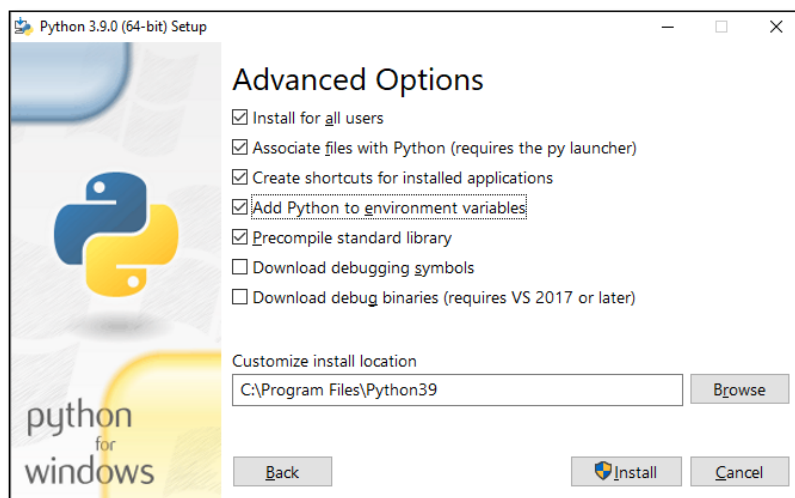 Python 3.9.0 (64-bit) Setup
Advanced Options
Install for all users
Associate files with Python (requires the py launcher)
Create shortcuts for installed applications
Add Python to environment variables
Precompile standard library
Download debugging symbols
Download debug binaries (requires VS 2017 or later)
Customize install location
C:\Program Files\Python39
Browse
python
for
windows
Back
Install
Cancel